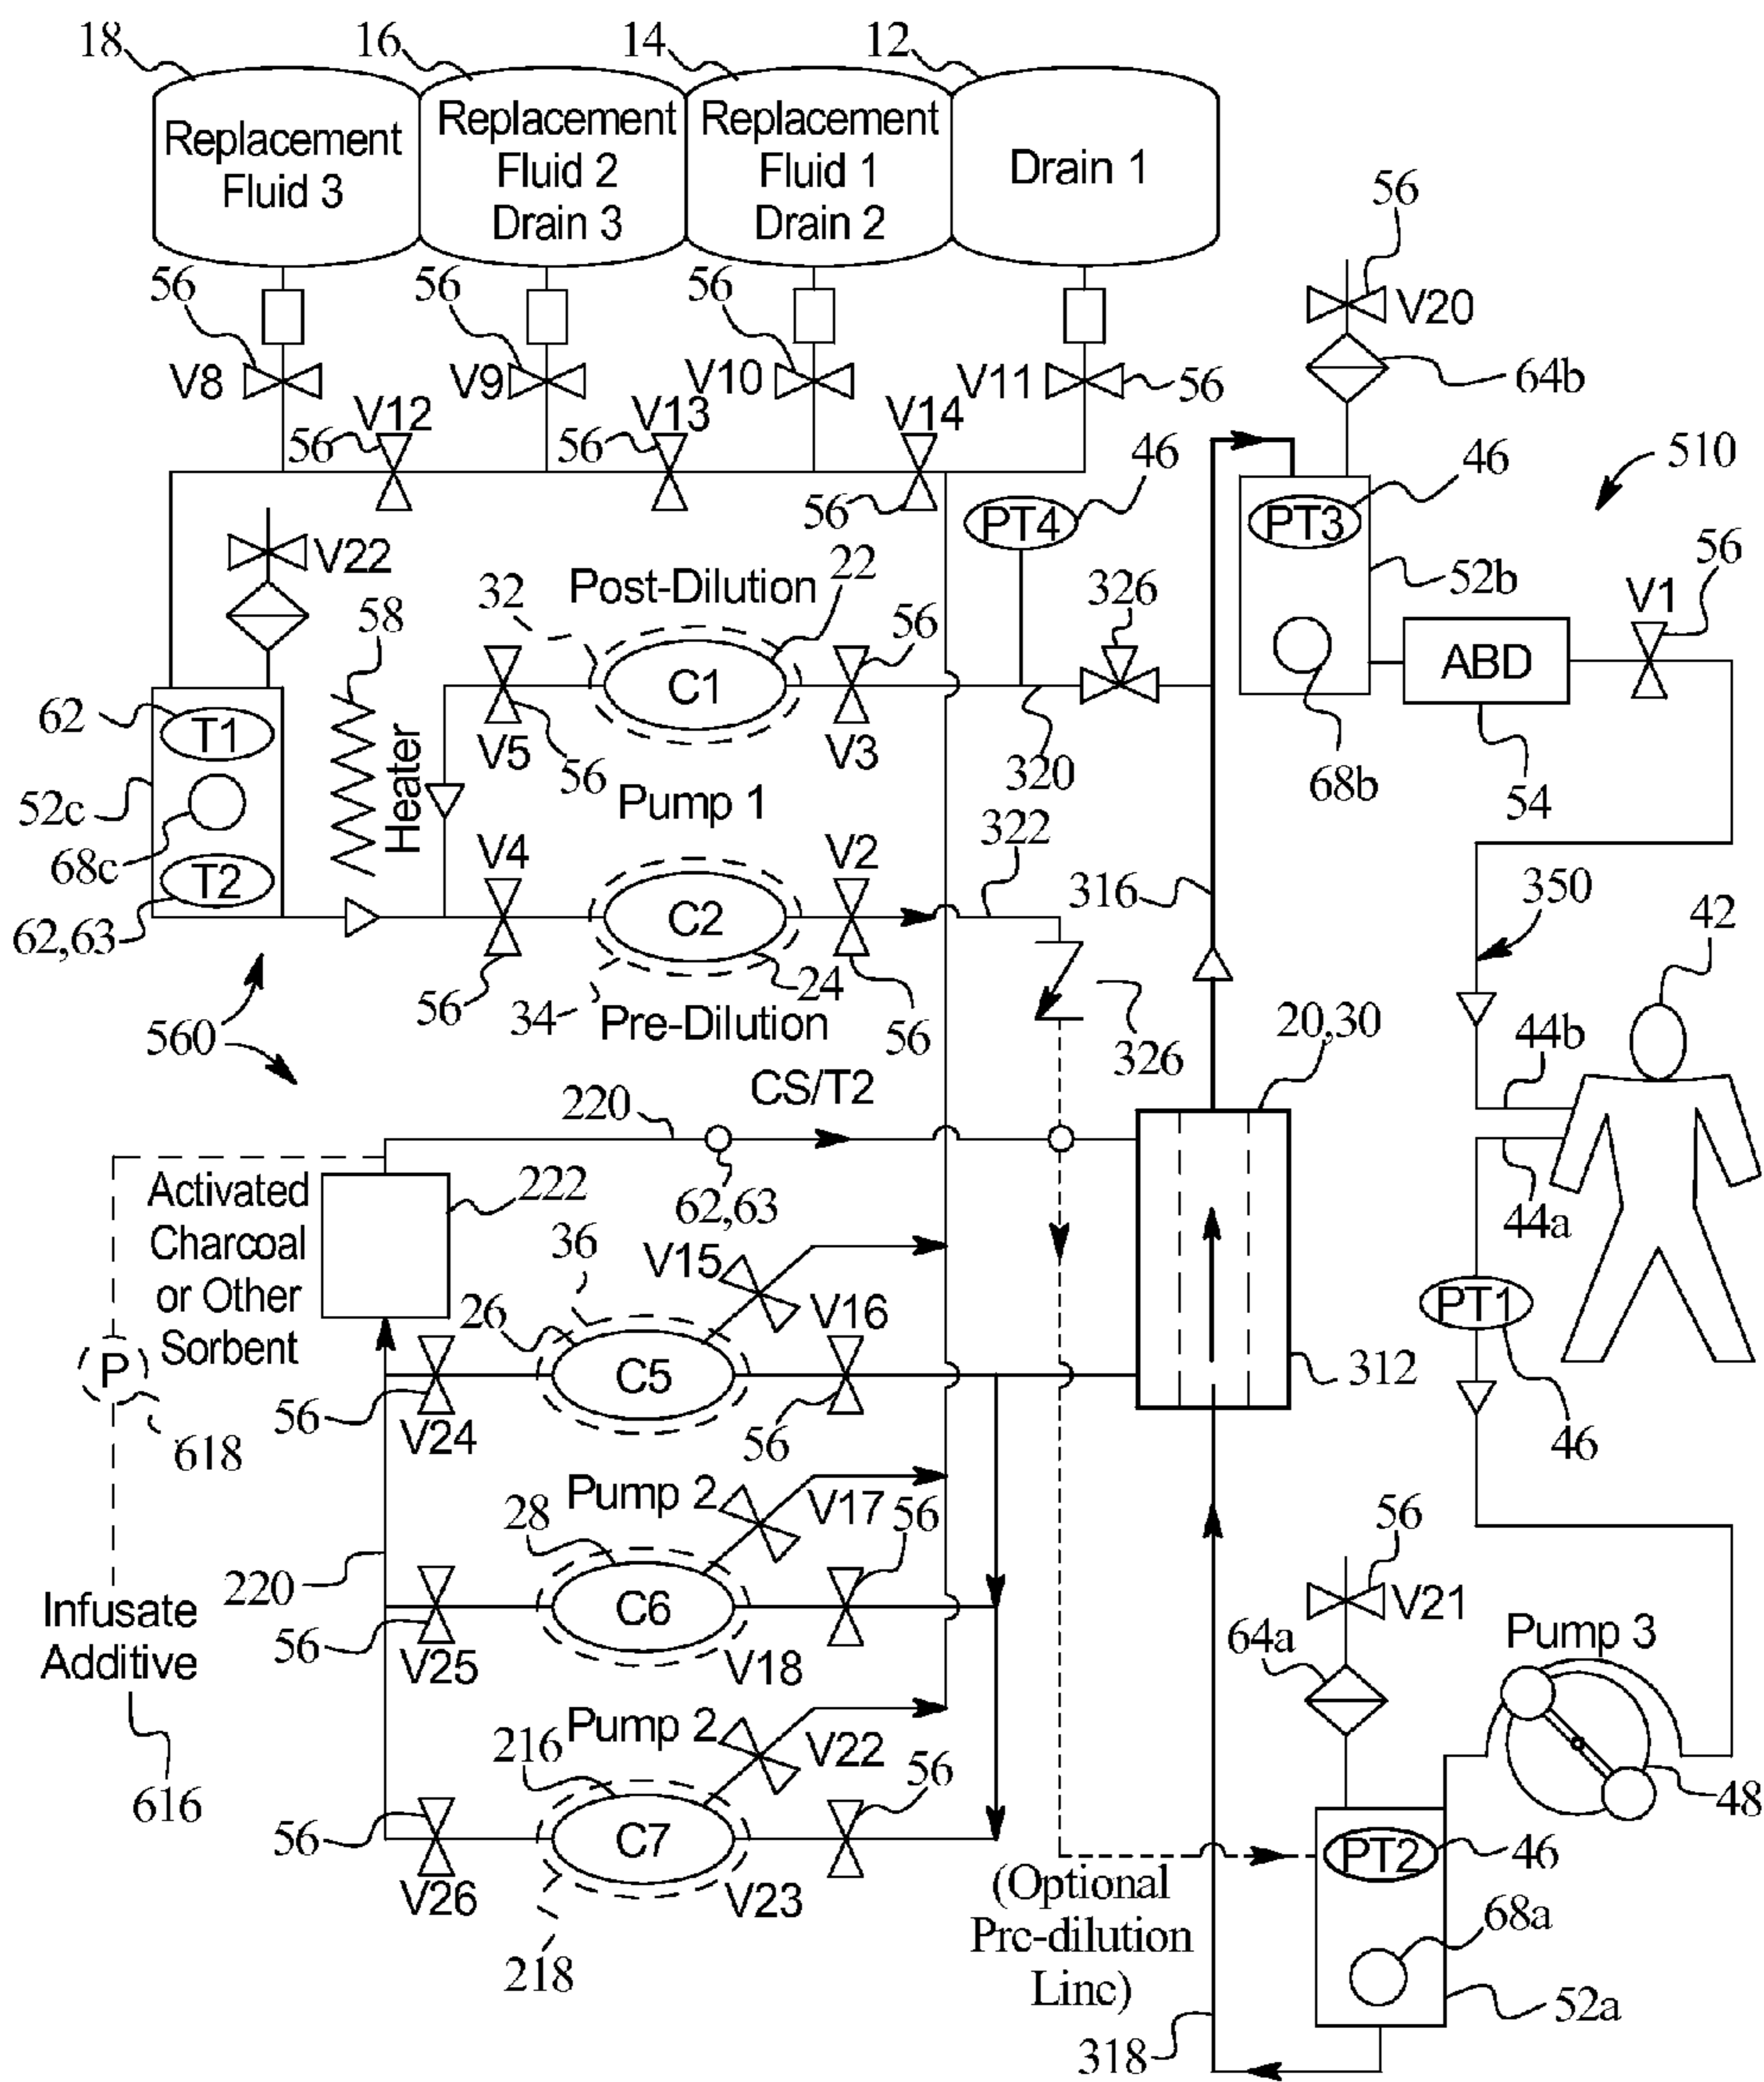 18
16
14
12
Replacement
Fluid 3
Replacement
Fluid 2
Drain 3
Replacement
Fluid 1
Drain 2
Drain 1
56
56
56
56
V8
V9
V10
V11
56
V20
64b
V12
V13
V14
56
56
56
46
46
510
PT4
PT3
V22
Post-Dilution
22
32
58
56
326
52b
V1
56
62
T1
C1
ABD
V5
V3
56
320
68b
54
52c
Heater
Pump 1
68c
T2
V4
V2
322
316
350
42
62,63
C2
24
56
34
Pre-Dilution
56
560
326
20,30
44b
CS/T2
220
Activated
Charcoal
or Other
Sorbent
222
62,63
44a
36
V15
V16
26
PT1
P
C5
312
56
V24
56
618
46
Pump 2
V17
56
28
56
220
C6
V21
Infusate
Additive
56
V25
V18
64a
Pump 3
Pump 2
V22
216
56
616
56
C7
48
V26
V23
PT2
46
(Optional
Pre-dilution
Line)
68a
218
52a
318